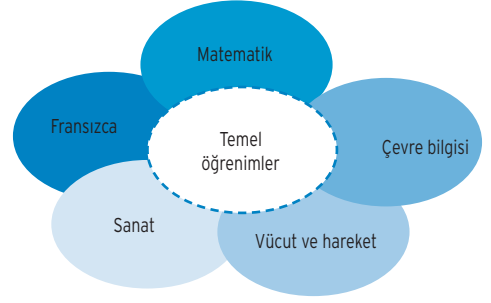 Matematik
Fransızca
Temel
öğrenimler
Çevre bilgisi
Sanat
Vücut ve hareket